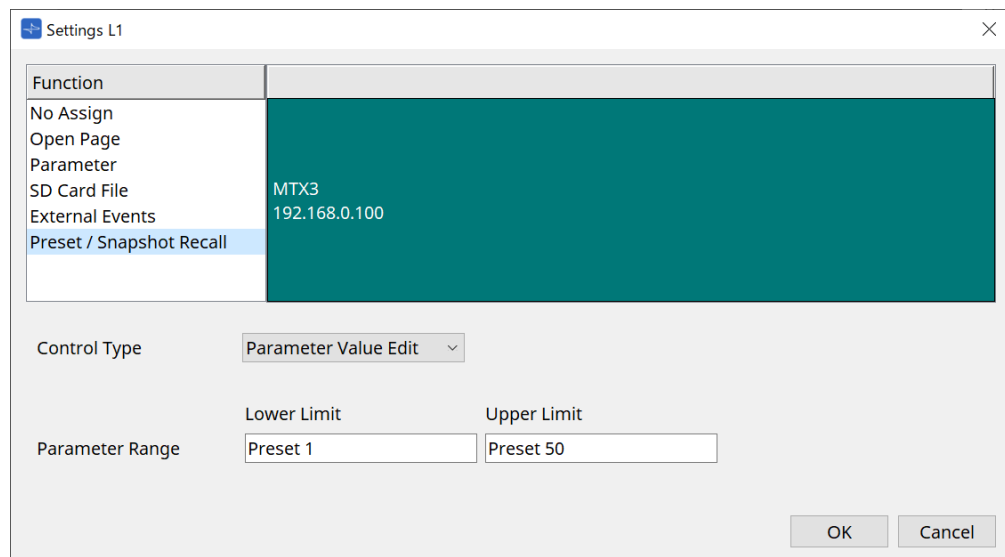 Settings L1
Function
No Assign
Open Page
Parameter
SD Card File
External Events
Preset / Snapshot Recall
MTX3
192.168.0.100
Control Type
Parameter Value Edit
Lower Limit
Upper Limit
Parameter Range
Preset 1
Preset 50
OK
Cancel